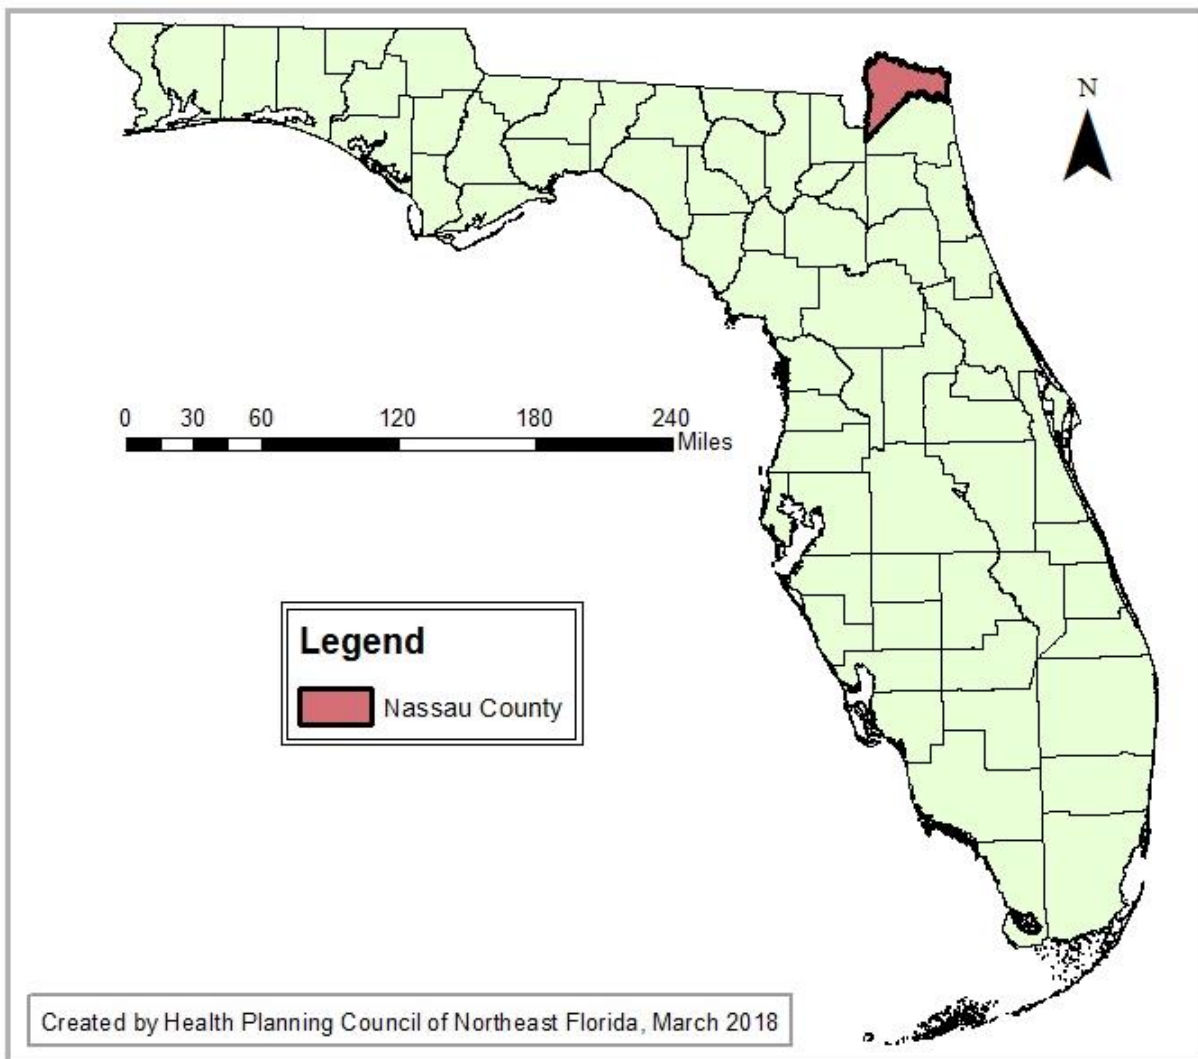 N
0 30 60 120 180 240
Miles
Legend
Nassau County
Created by Health Planning Council of Northeast Florida, March 2018